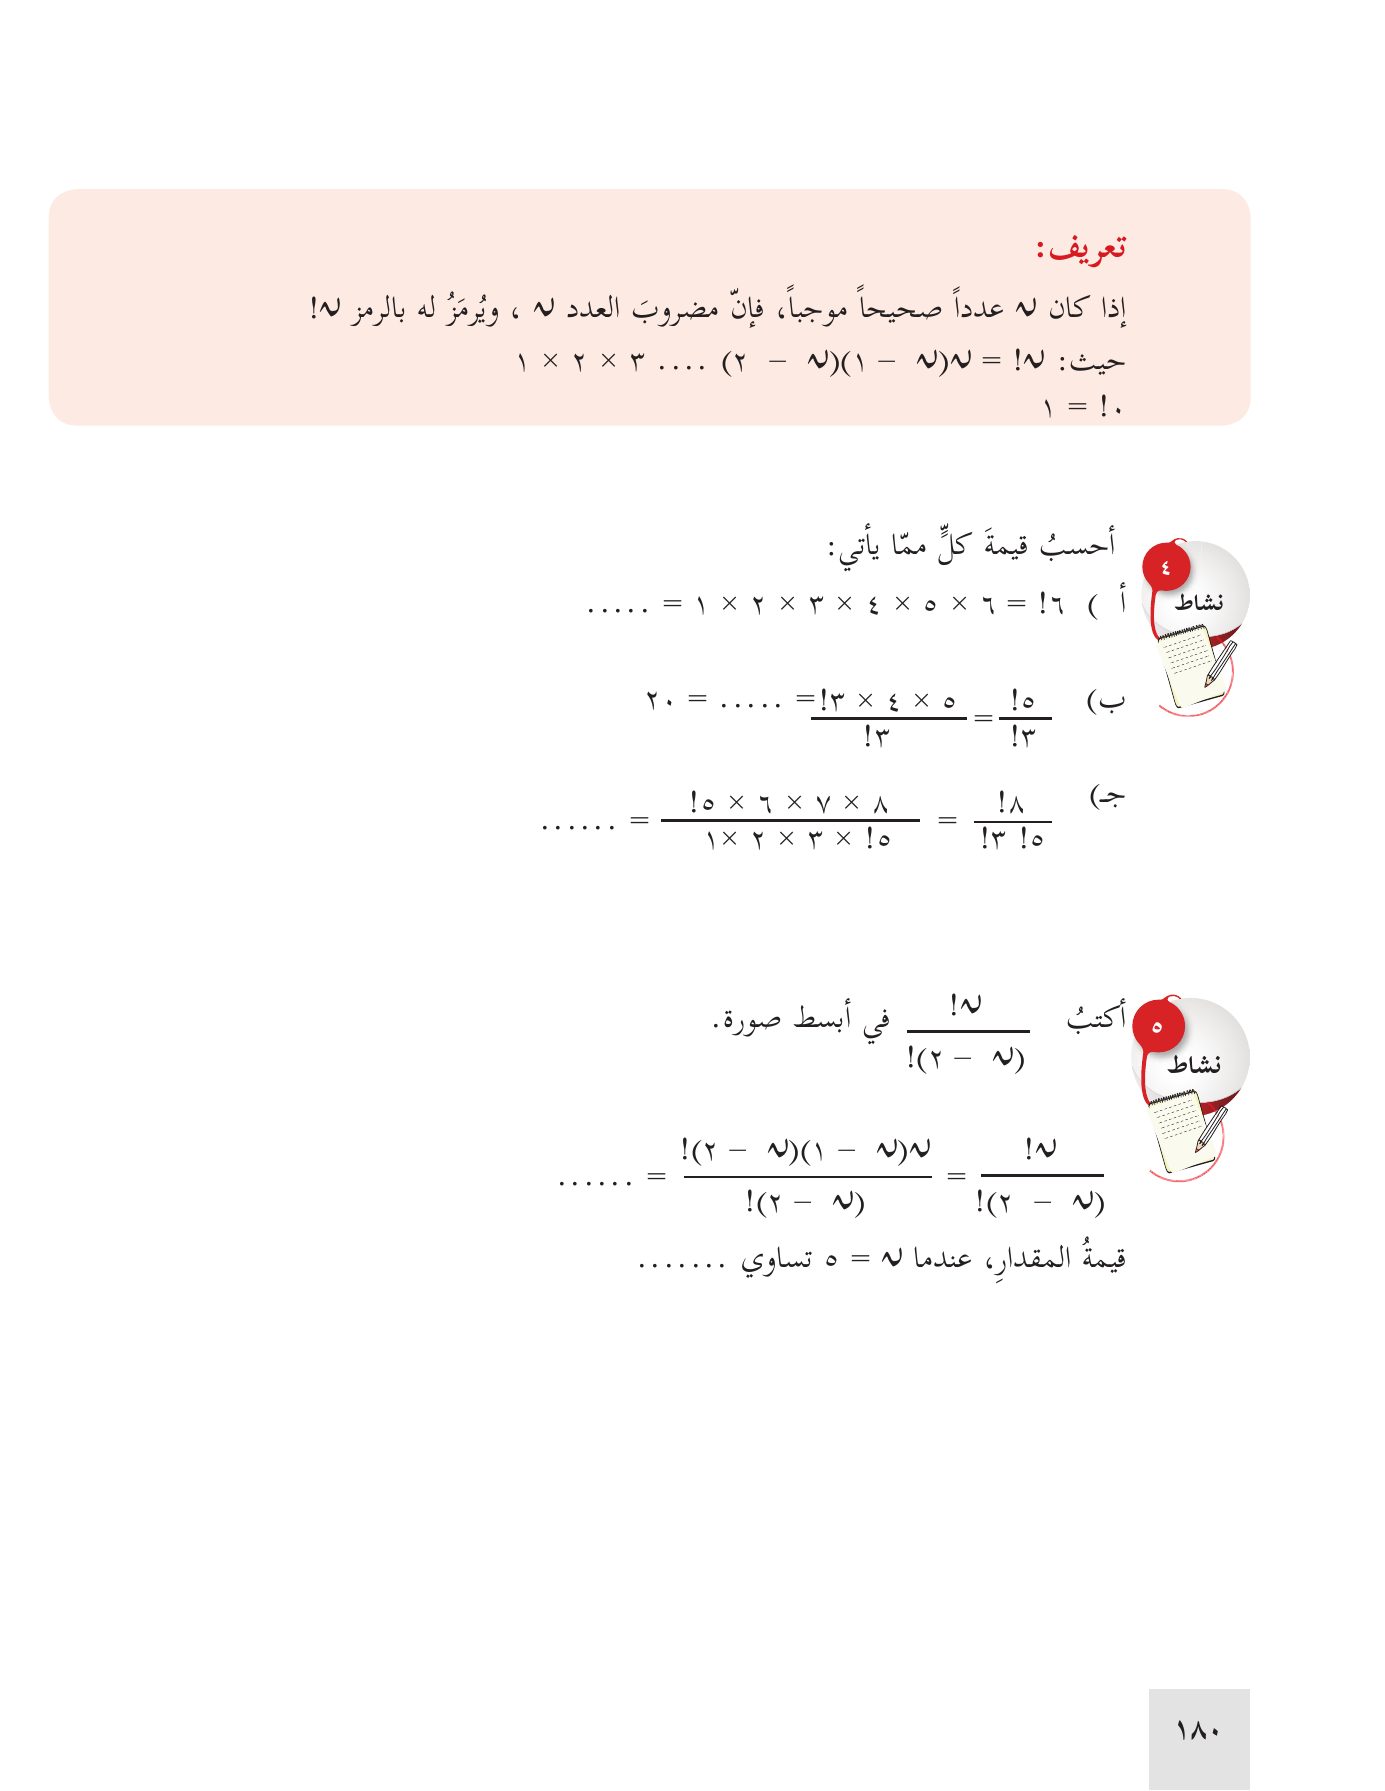 تعريف:
إذا كان ن عدداً صحيحاً موجباً، فإنّ مضروبَ العدد ن ، ويُرمَزُ له بالرمز ن!
حيث: ن! = ن(ن - ١)(ن - ٢) .... ٣ × ٢ × ١
٠! = ١
٤
نشاط
أحسبُ قيمةَ كلٍّ ممّا يأتي:
أ ) ٦! = ٦ × ٥ × ٤ × ٣ × ٢ × ١ = .....
ب) ٥!/٣! = ٥ × ٤ × ٣!/٣! = ..... = ٢٠
جـ) ٨!/٥! ٣! = ٨ × ٧ × ٦ × ٥!/٥! × ٣ × ٢ ×١ = ......
٥
نشاط
أكتبُ ن!/(ن - ٢)! في أبسط صورة.
ن!/(ن - ٢)! = ن(ن - ١)(ن - ٢)!/(ن - ٢)! = ......
قيمةُ المقدارِ، عندما ن = ٥ تساوي .......
١٨٠